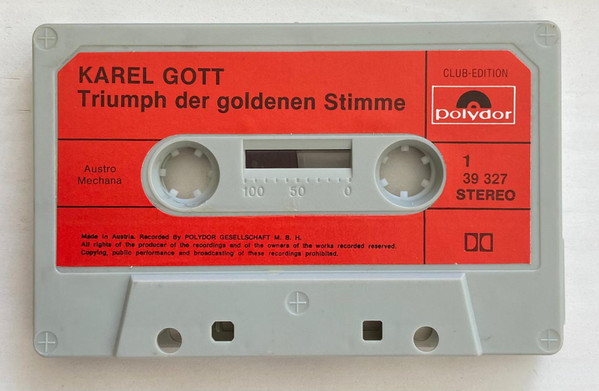 KAREL GOTT
Triumph der goldenen Stimme
CLUB-EDITION
polydor
Austro
Mechana
100 50 0
1
39 327
STEREO
Made in Austria. Recorded By POLYDOR GESELLSCHAFT M. B. H.
All rights of the producer of the recordings and of the owners of the works recorded reserved.
Copying, public performance and broadcasting of these recordings prohibited.